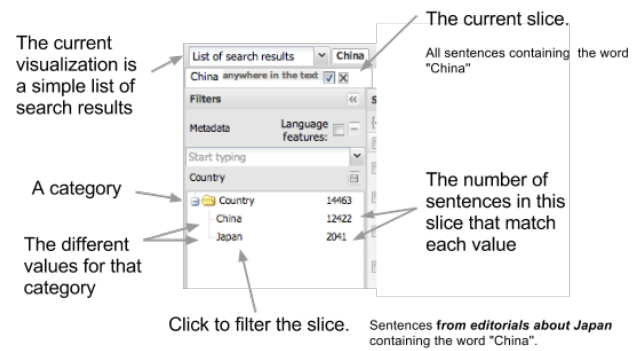 The current slice.
All sentences containing the word
"China"
The current
visualization is
a simple list of
search results
List of search results China
China anywhere in the text
Filters
Metadata
Language
features:
Start typing
Country
A category
Country 14463
China 12422
Japan 2041
The different
values for that
category
The number of
sentences in this
slice that match
each value
Click to filter the slice.
Sentences from editorials about Japan
containing the word "China".